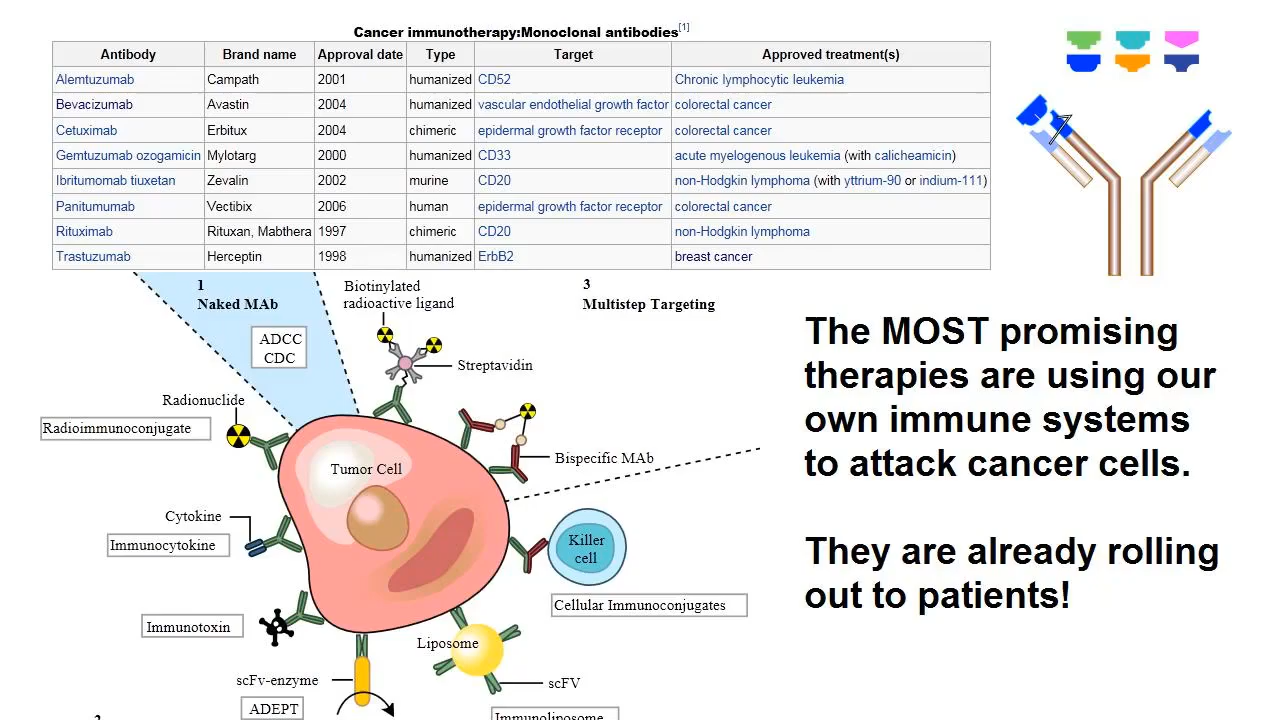 Cancer immunotherapy:Monoclonal antibodies[1]
Antibody Brand name Approval date Type Target Approved treatment(s)
Alemtuzumab Campath 2001 humanized CD52 Chronic lymphocytic leukemia
Bevacizumab Avastin 2004 humanized vascular endothelial growth factor colorectal cancer
Cetuximab Erbitux 2004 chimeric epidermal growth factor receptor colorectal cancer
Gemtuzumab ozogamicin Mylotarg 2000 humanized CD33 acute myelogenous leukemia (with calicheamicin)
Ibritumomab tiuxetan Zevalin 2002 murine CD20 non-Hodgkin lymphoma (with yttrium-90 or indium-111)
Panitumumab Vectibix 2006 human epidermal growth factor receptor colorectal cancer
Rituximab Rituxan, Mabthera 1997 chimeric CD20 non-Hodgkin lymphoma
Trastuzumab Herceptin 1998 humanized ErbB2 breast cancer
1
Naked MAb
ADCC
CDC
Biotinylated
radioactive ligand
3
Multistep Targeting
Streptavidin
Radionuclide
Radioimmunoconjugate
Bispecific MAb
Tumor Cell
Cytokine
Immunocytokine
Killer
cell
Cellular Immunoconjugates
Immunotoxin
Liposome
scFv-enzyme
ADEPT
scFV
Immunoliposome
2
The MOST promising
therapies are using our
own immune systems
to attack cancer cells.
They are already rolling
out to patients!